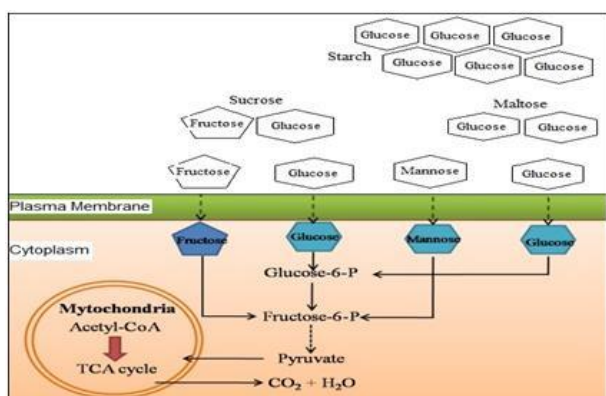 Glucose Glucose Glucose
Starch Glucose Glucose Glucose
Sucrose Maltose
Fructose Glucose Glucose Glucose
Fructose Glucose Mannose Glucose
Plasma Membrane
Cytoplasm
Fructose Glucose Mannose Glucose
Glucose-6-P
Mytochondria
Acetyl-CoA
Fructose-6-P
TCA cycle
Pyruvate
CO₂ + H₂O